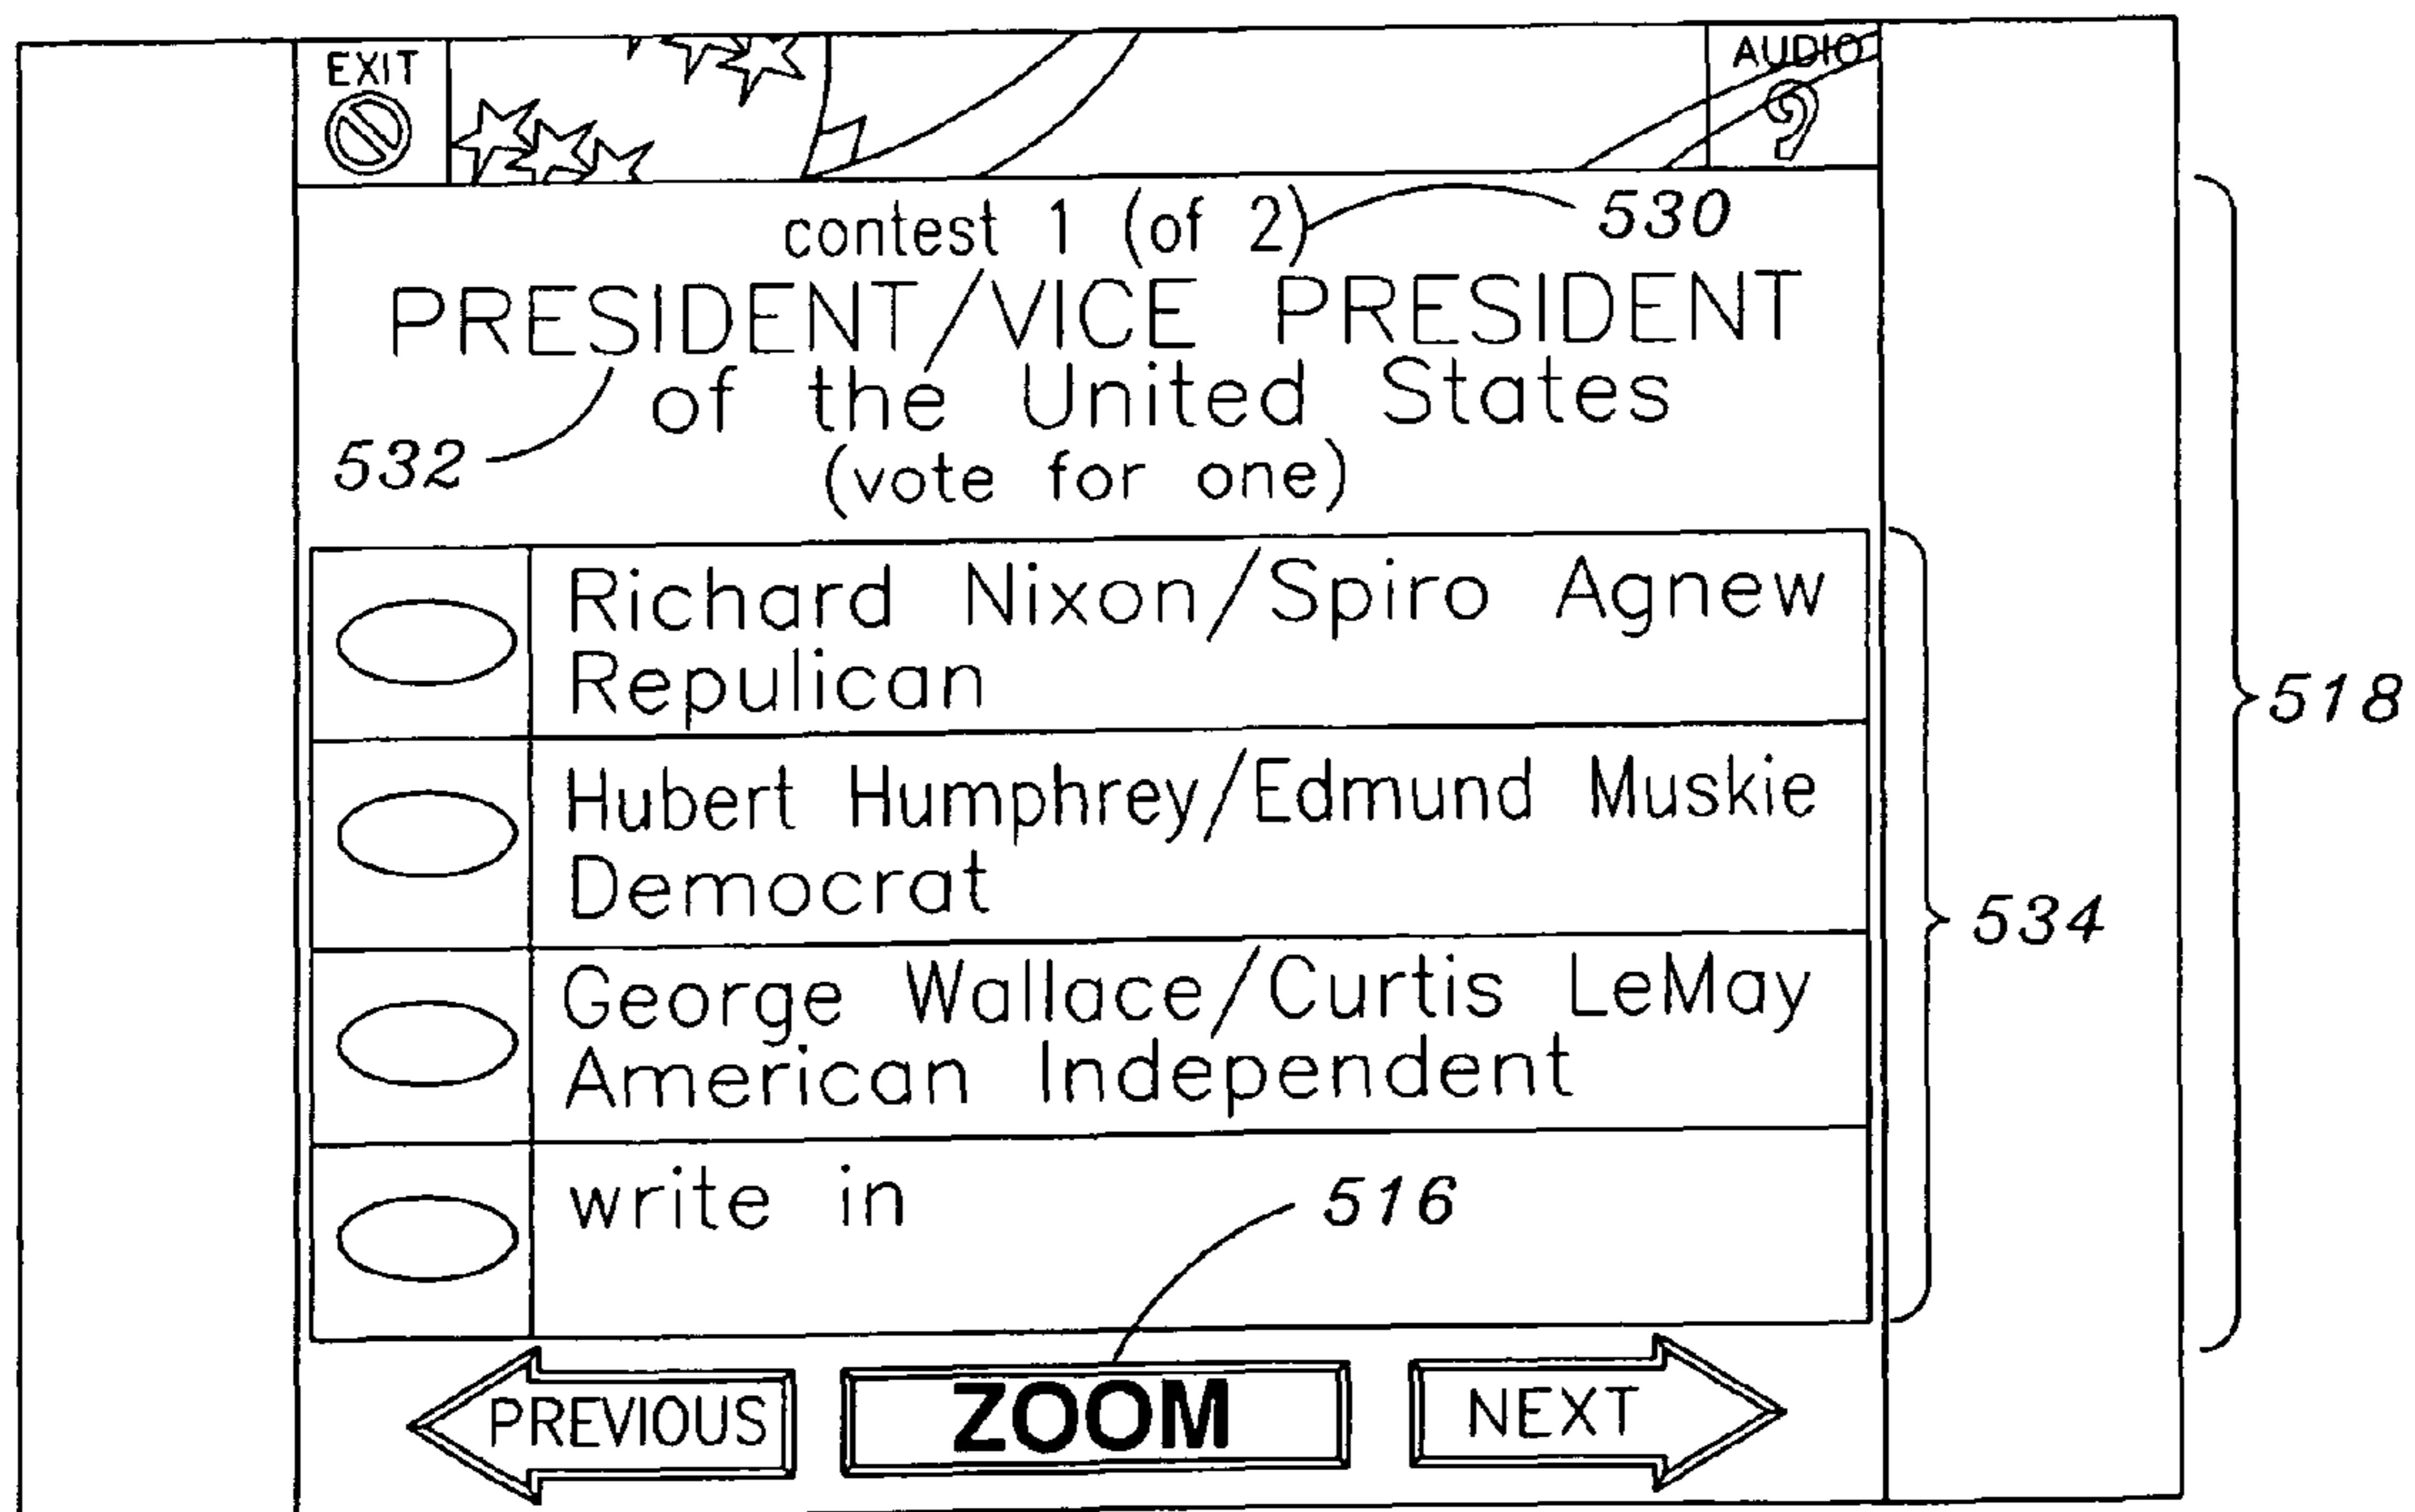 EXIT
AUDIO
contest 1 (of 2)
530
PRESIDENT/VICE PRESIDENT
of the United States
532
(vote for one)
Richard Nixon/Spiro Agnew
Repulican
518
Hubert Humphrey/Edmund Muskie
Democrat
534
George Wallace/Curtis LeMay
American Independent
write in
516
PREVIOUS
ZOOM
NEXT